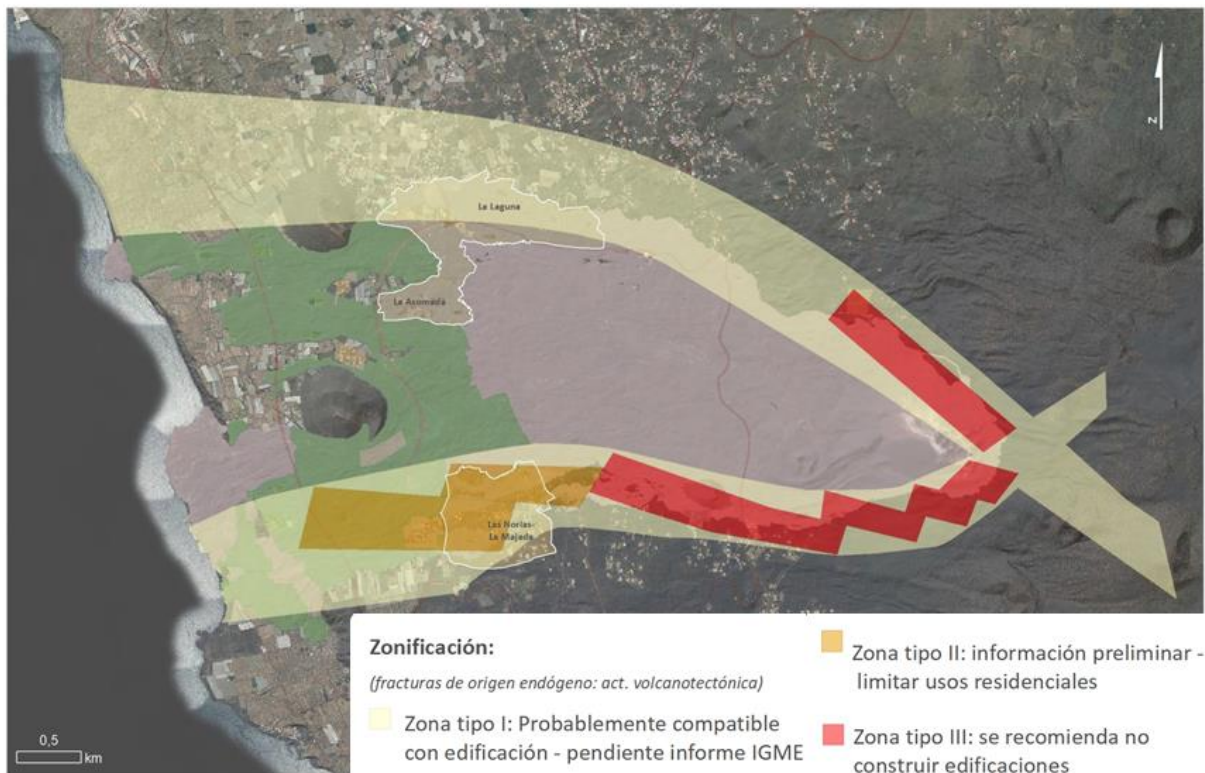 La Laguna
La Asomada
Las Norias-
La Majada
N
0,5
km
Zonificación:
(fracturas de origen endógeno: act. volcanotectónica)
Zona tipo I: Probablemente compatible
con edificación - pendiente informe IGME
Zona tipo II: información preliminar -
limitar usos residenciales
Zona tipo III: se recomienda no
construir edificaciones